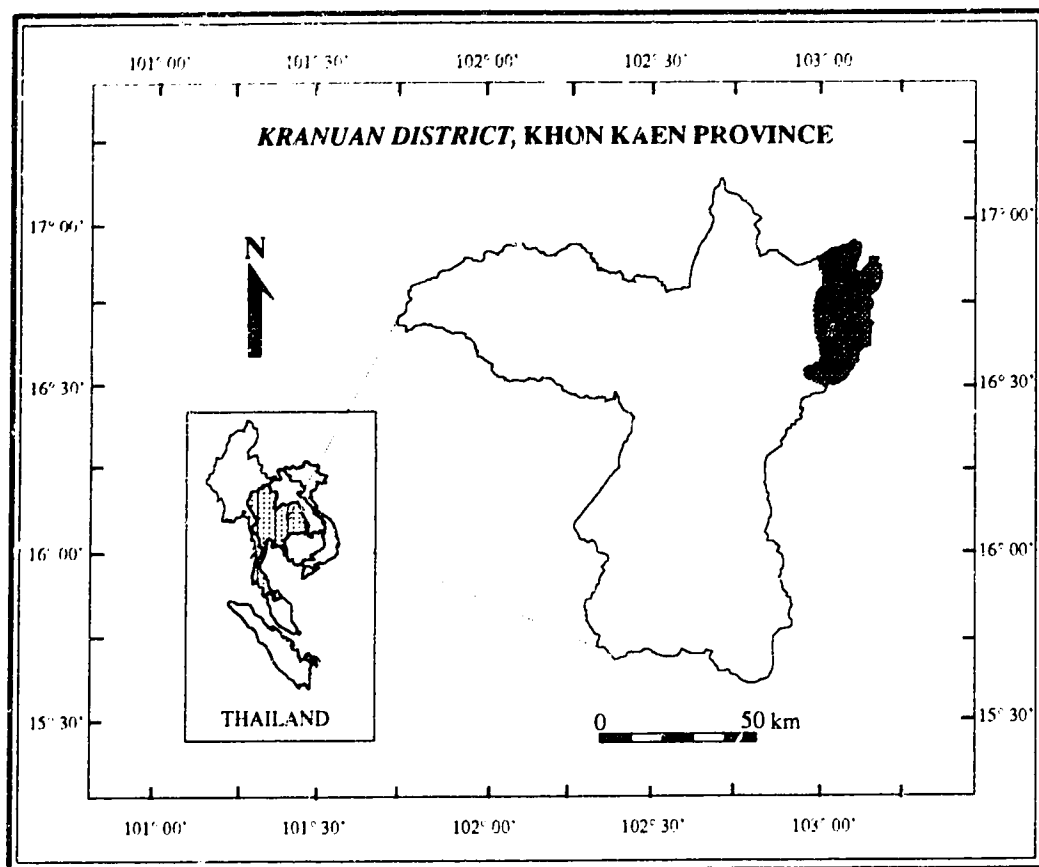 101° 00' 101° 30' 102° 00' 102° 30' 103° 00'
KRANUAN DISTRICT, KHON KAEN PROVINCE
17° 00' 17° 00'
N
16° 30' 16° 30'
16° 00' 16° 00'
THAILAND
0 50 km
15° 30' 15° 30'
101° 00' 101° 30' 102° 00' 102° 30' 103° 00'